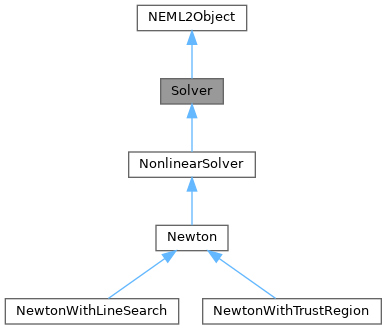 NEML2Object
Solver
NonlinearSolver
Newton
NewtonWithLineSearch
NewtonWithTrustRegion